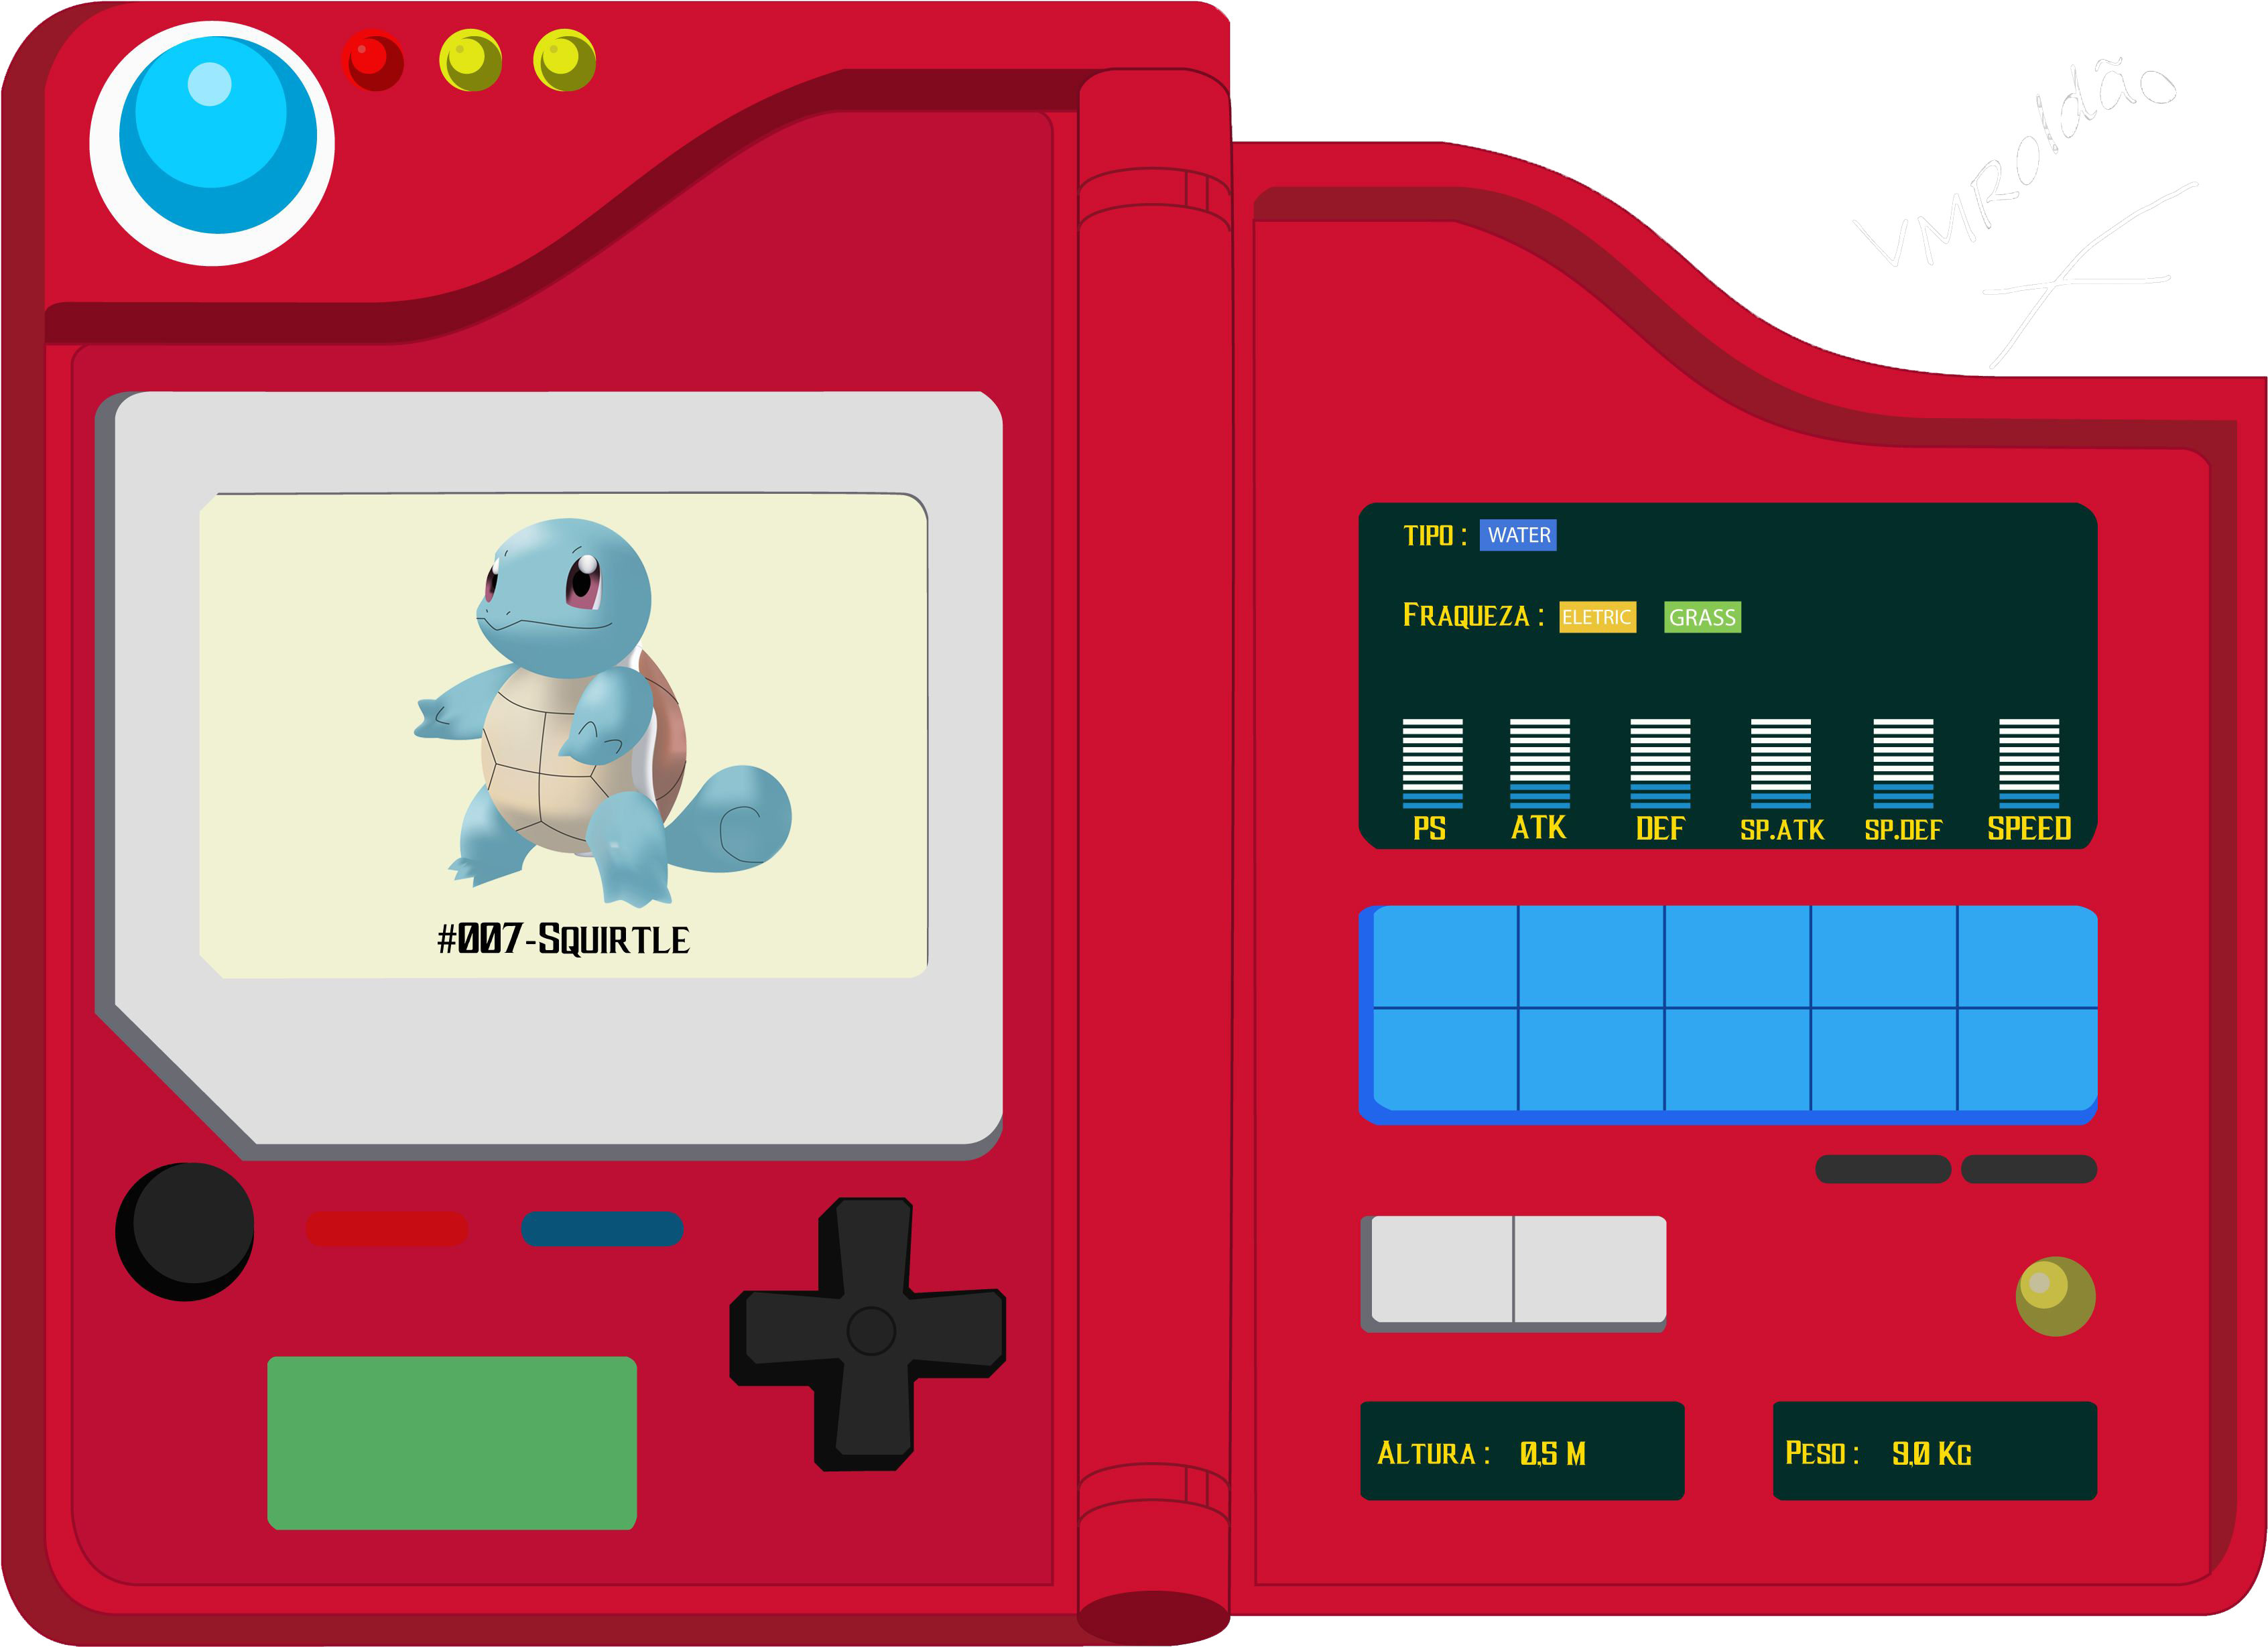 VMRoldão
#007-Squirtle
Tipo : WATER
Fraqueza : ELETRIC GRASS
PS ATK DEF SP.ATK SP.DEF SPEED
Altura : 0,5 M
Peso : 9,0 Kg